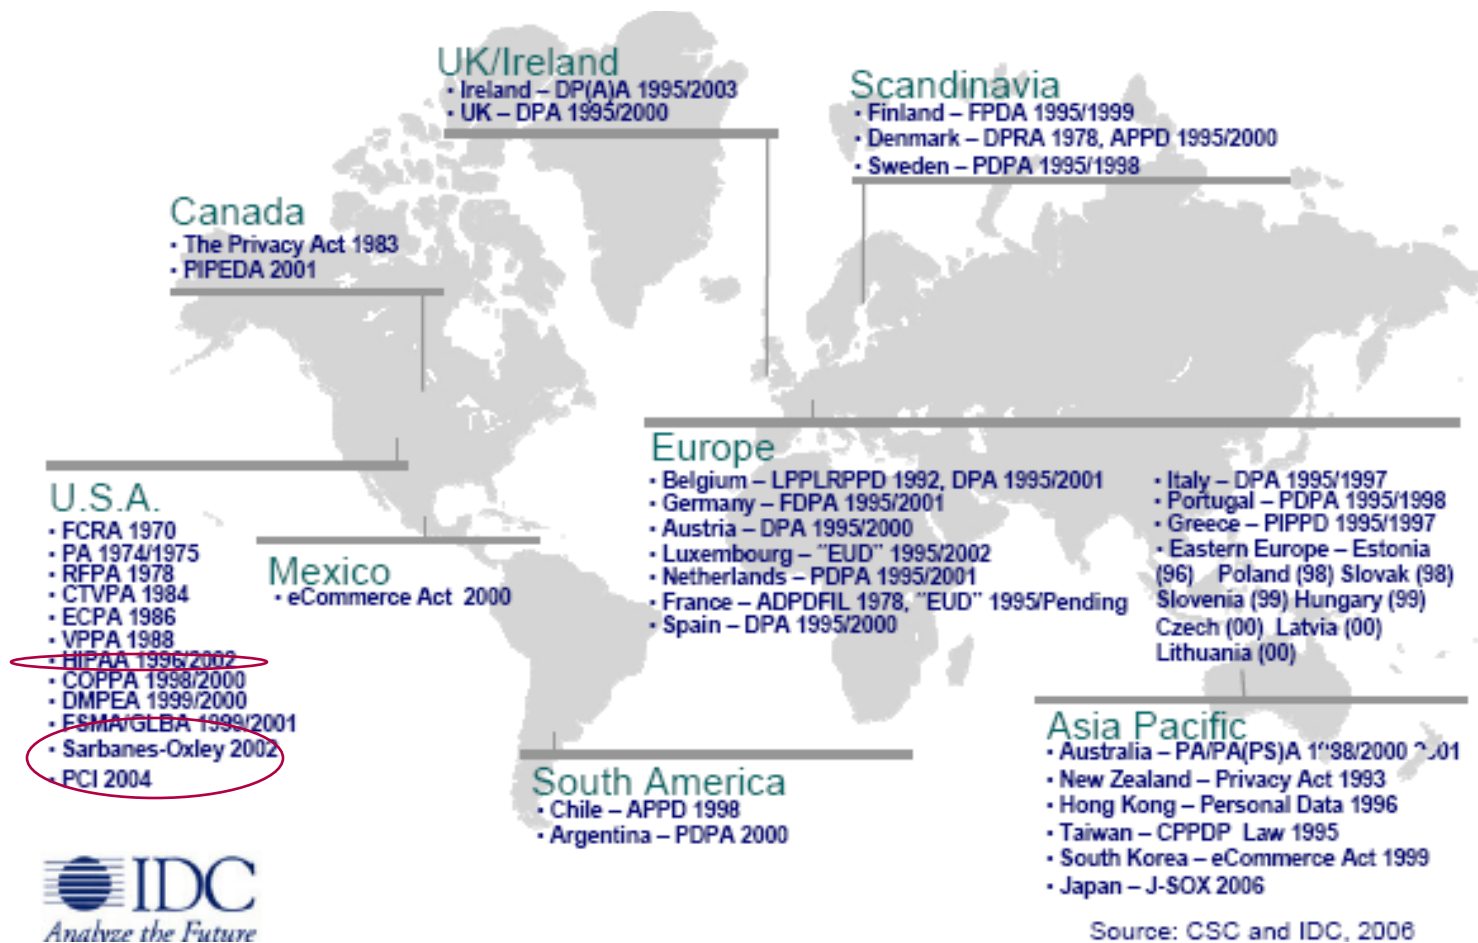 UK/Ireland
· Ireland – DP(A)A 1995/2003
· UK – DPA 1995/2000
Scandinavia
· Finland – FPDA 1995/1999
· Denmark – DPRA 1978, APPD 1995/2000
· Sweden – PDPA 1995/1998
Canada
· The Privacy Act 1983
· PIPEDA 2001
U.S.A.
· FCRA 1970
· PA 1974/1975
· RFPA 1978
· CTVPA 1984
· ECPA 1986
· VPPA 1988
· HIPAA 1996/2002
· COPPA 1998/2000
· DMPEA 1999/2000
· FSMA/GLBA 1999/2001
· Sarbanes-Oxley 2002
· PCI 2004
Mexico
· eCommerce Act 2000
Europe
· Belgium – LPPLRPPD 1992, DPA 1995/2001
· Germany – FDPA 1995/2001
· Austria – DPA 1995/2000
· Luxembourg – "EUD" 1995/2002
· Netherlands – PDPA 1995/2001
· France – ADPDFIL 1978, "EUD" 1995/Pending
· Spain – DPA 1995/2000
· Italy – DPA 1995/1997
· Portugal – PDPA 1995/1998
· Greece – PIPPD 1995/1997
· Eastern Europe – Estonia
(96) Poland (98) Slovak (98)
Slovenia (99) Hungary (99)
Czech (00) Latvia (00)
Lithuania (00)
South America
· Chile – APPD 1998
· Argentina – PDPA 2000
Asia Pacific
· Australia – PA/PA(PS)A
· New Zealand – Privacy Act 1993
· Hong Kong – Personal Data 1996
· Taiwan – CPPDP Law 1995
· South Korea – eCommerce Act 1999
· Japan – J-SOX 2006
IDC
Analyze the Future
Source: CSC and IDC, 2006